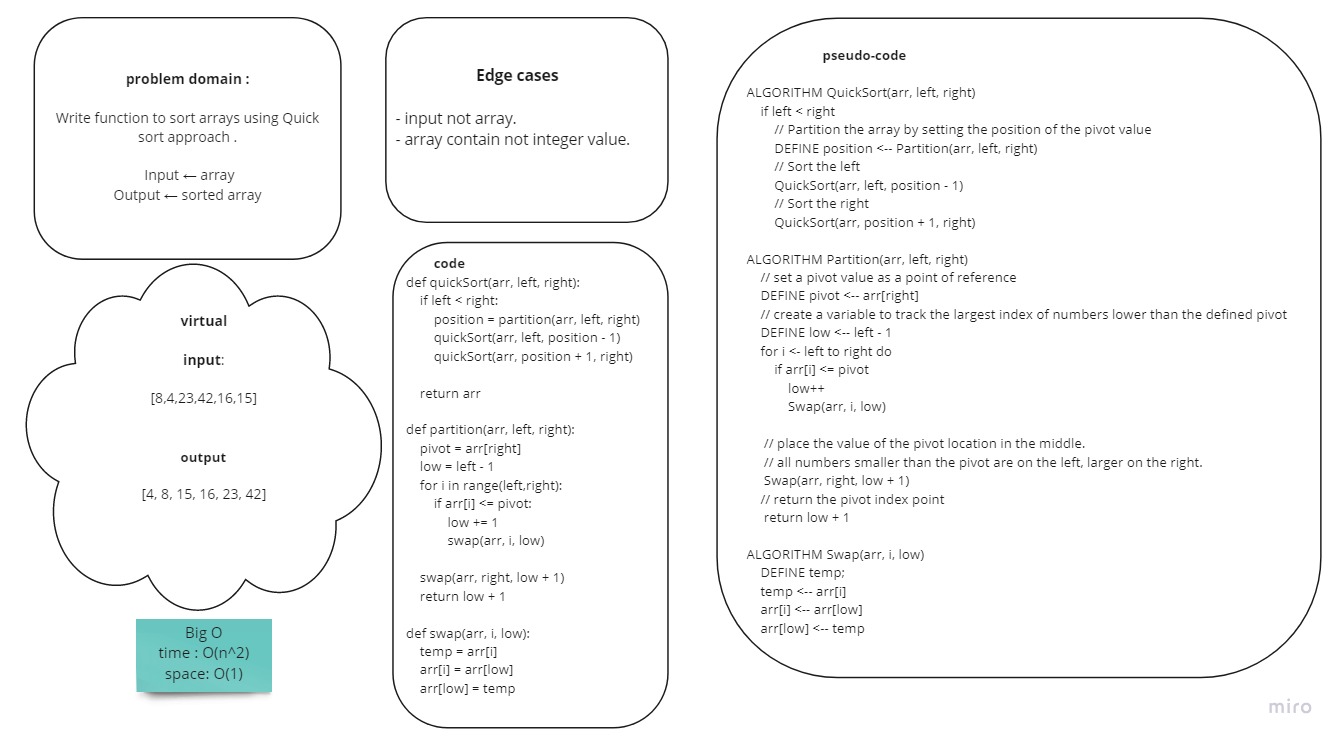 problem domain :
Write function to sort arrays using Quick
sort approach .
Input ← array
Output ← sorted array
Edge cases
- input not array.
- array contain not integer value.
virtual
input:
[8,4,23,42,16,15]
output
[4, 8, 15, 16, 23, 42]
Big O
time : O(n^2)
space: O(1)
code
def quickSort(arr, left, right):
if left < right:
position = partition(arr, left, right)
quickSort(arr, left, position - 1)
quickSort(arr, position + 1, right)
return arr
def partition(arr, left, right):
pivot = arr[right]
low = left - 1
for i in range(left,right):
if arr[i] <= pivot:
low += 1
swap(arr, i, low)
swap(arr, right, low + 1)
return low + 1
def swap(arr, i, low):
temp = arr[i]
arr[i] = arr[low]
arr[low] = temp
pseudo-code
ALGORITHM QuickSort(arr, left, right)
if left < right
// Partition the array by setting the position of the pivot value
DEFINE position <-- Partition(arr, left, right)
// Sort the left
QuickSort(arr, left, position - 1)
// Sort the right
QuickSort(arr, position + 1, right)
ALGORITHM Partition(arr, left, right)
// set a pivot value as a point of reference
DEFINE pivot <-- arr[right]
// create a variable to track the largest index of numbers lower than the defined pivot
DEFINE low <-- left - 1
for i <- left to right do
if arr[i] <= pivot
low++
Swap(arr, i, low)
// place the value of the pivot location in the middle.
// all numbers smaller than the pivot are on the left, larger on the right.
Swap(arr, right, low + 1)
// return the pivot index point
return low + 1
ALGORITHM Swap(arr, i, low)
DEFINE temp;
temp <-- arr[i]
arr[i] <-- arr[low]
arr[low] <-- temp
miro